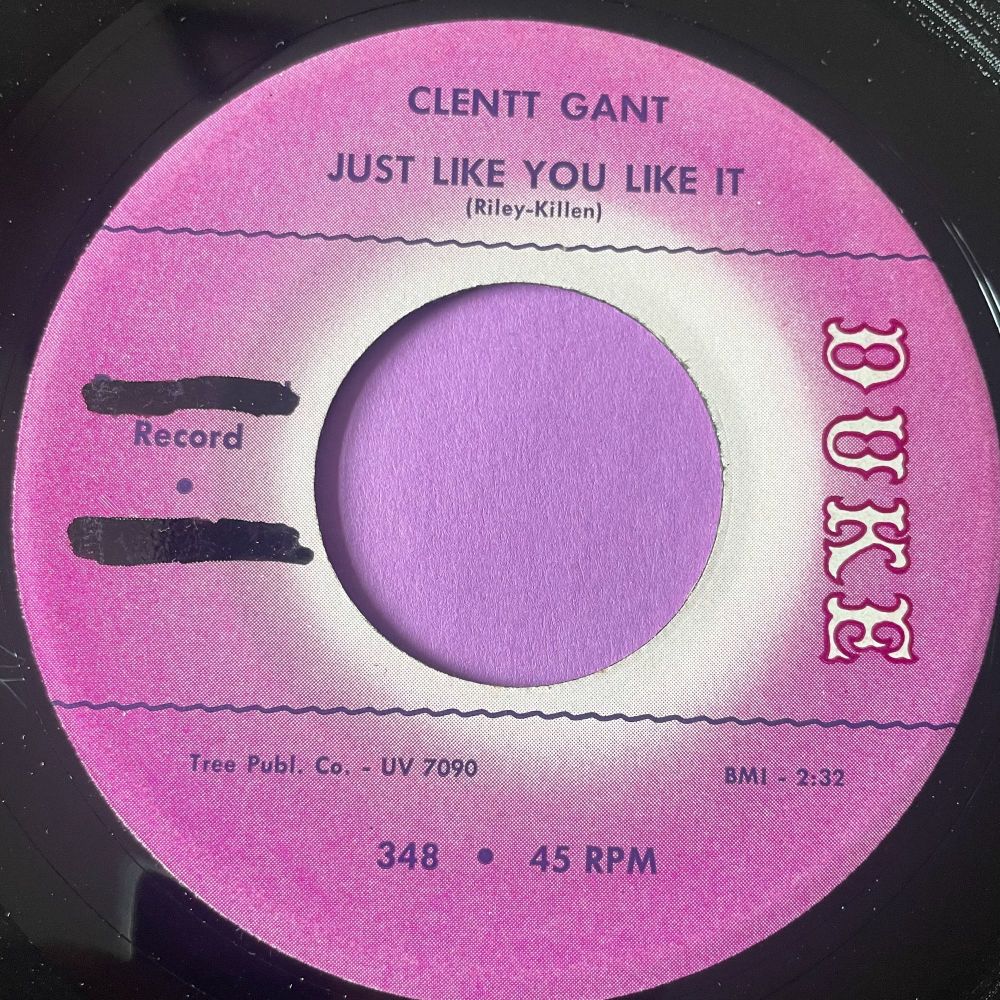 CLENTT GANT
JUST LIKE YOU LIKE IT
(Riley-Killen)
Record
•
DUKE
Tree Publ. Co. - UV 7090
BMI - 2:32
348 • 45 RPM